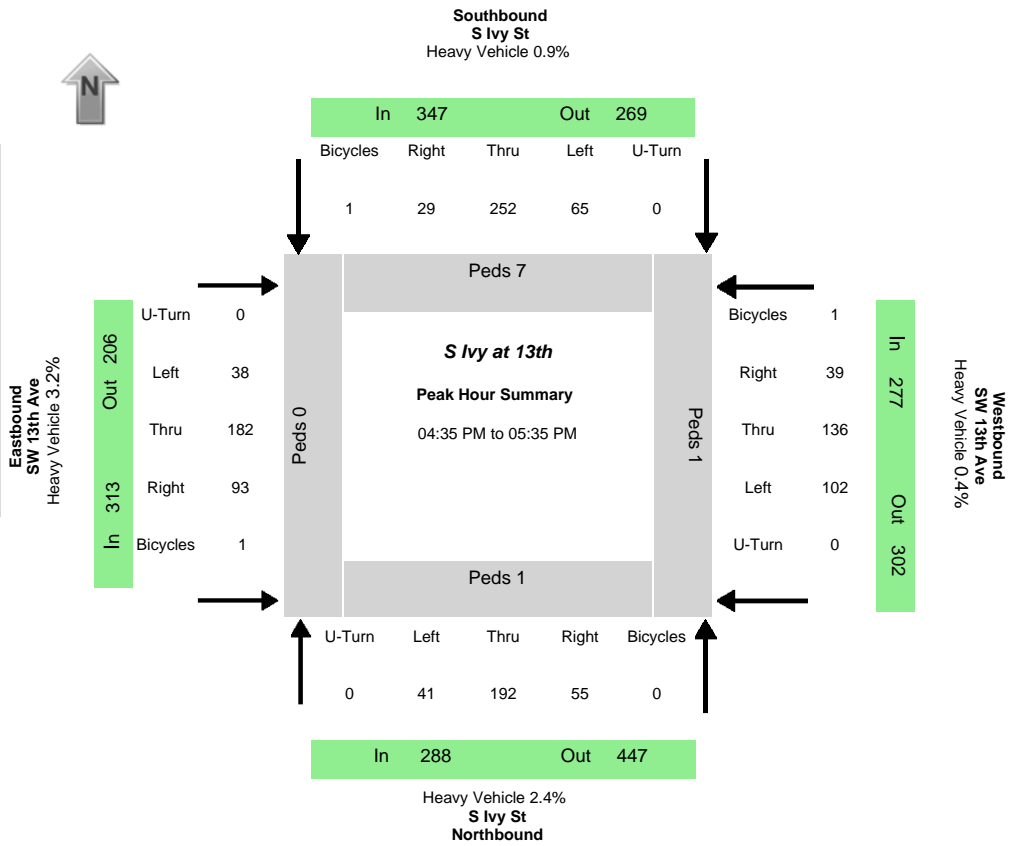 Southbound
S Ivy St
Heavy Vehicle 0.9%
N
In 347 Out 269
Bicycles Right Thru Left U-Turn
1 29 252 65 0
Peds 7
Eastbound
SW 13th Ave
Heavy Vehicle 3.2%
In 313 Out 206
U-Turn 0
Left 38
Thru 182
Right 93
Bicycles 1
Peds 0
S Ivy at 13th
Peak Hour Summary
04:35 PM to 05:35 PM
Peds 1
Bicycles 1
Right 39
Thru 136
Left 102
U-Turn 0
In 277 Out 302
Westbound
SW 13th Ave
Heavy Vehicle 0.4%
Peds 1
U-Turn Left Thru Right Bicycles
0 41 192 55 0
In 288 Out 447
Heavy Vehicle 2.4%
S Ivy St
Northbound